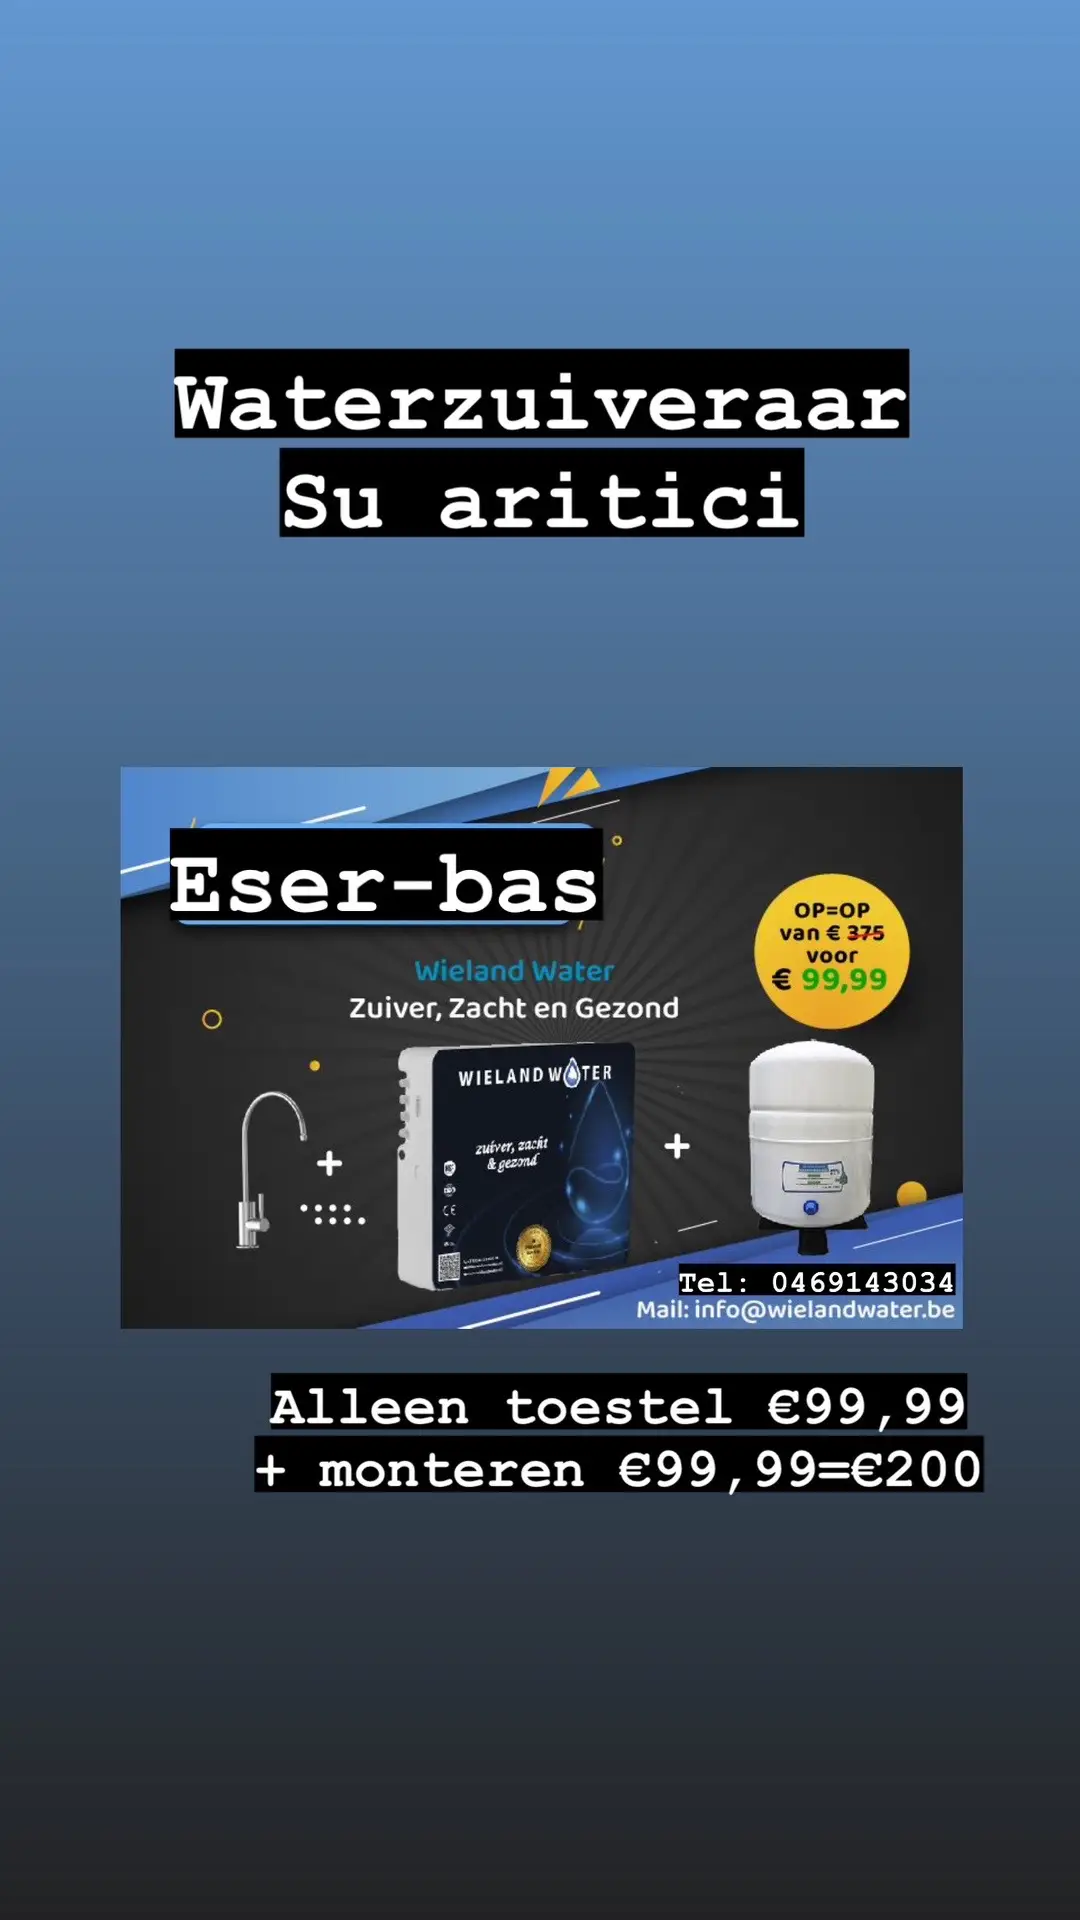 Waterzuiveraar
Su aritici
Eser-bas
OP=OP
van € 375
voor
€ 99,99
Wieland Water
Zuiver, Zacht en Gezond
WIELAND WATER
zuiver, zacht
& gezond
Tel: 0469143034
Mail: info@wielandwater.be
Alleen toestel €99,99
+ monteren €99,99=€200